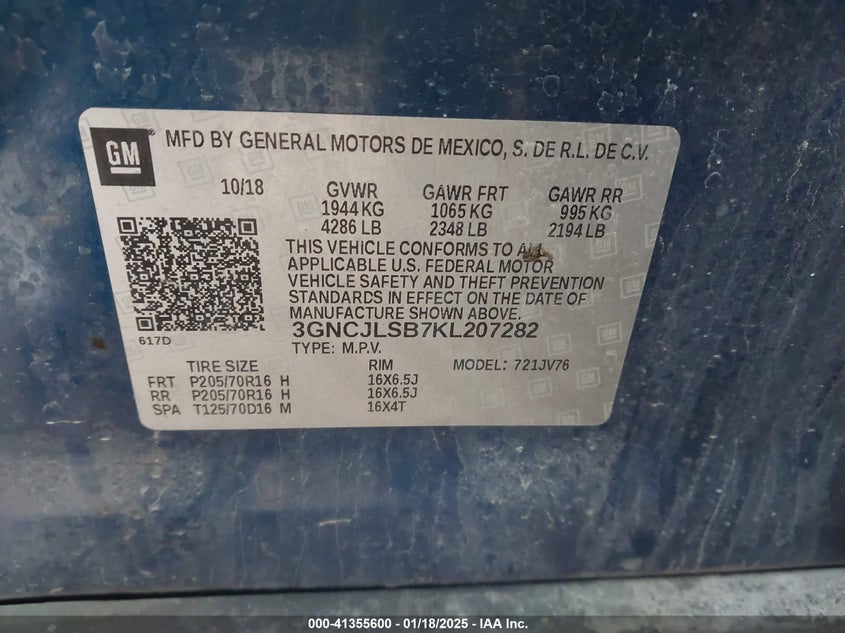 GM
MFD BY GENERAL MOTORS DE MEXICO, S. DE R.L. DE C.V.
10/18 GVWR GAWR FRT GAWR RR
1944 KG 1065 KG 995 KG
4286 LB 2348 LB 2194 LB
THIS VEHICLE CONFORMS TO ALL
APPLICABLE U.S. FEDERAL MOTOR
VEHICLE SAFETY AND THEFT PREVENTION
STANDARDS IN EFFECT ON THE DATE OF
MANUFACTURE SHOWN ABOVE.
617D
3GNCJLSB7KL207282
TYPE: M.P.V.
TIRE SIZE RIM MODEL: 721JV76
FRT P205/70R16 H 16X6.5J
RR P205/70R16 H 16X6.5J
SPA T125/70D16 M 16X4T
000-41355600 — 01/18/2025 — IAA Inc.